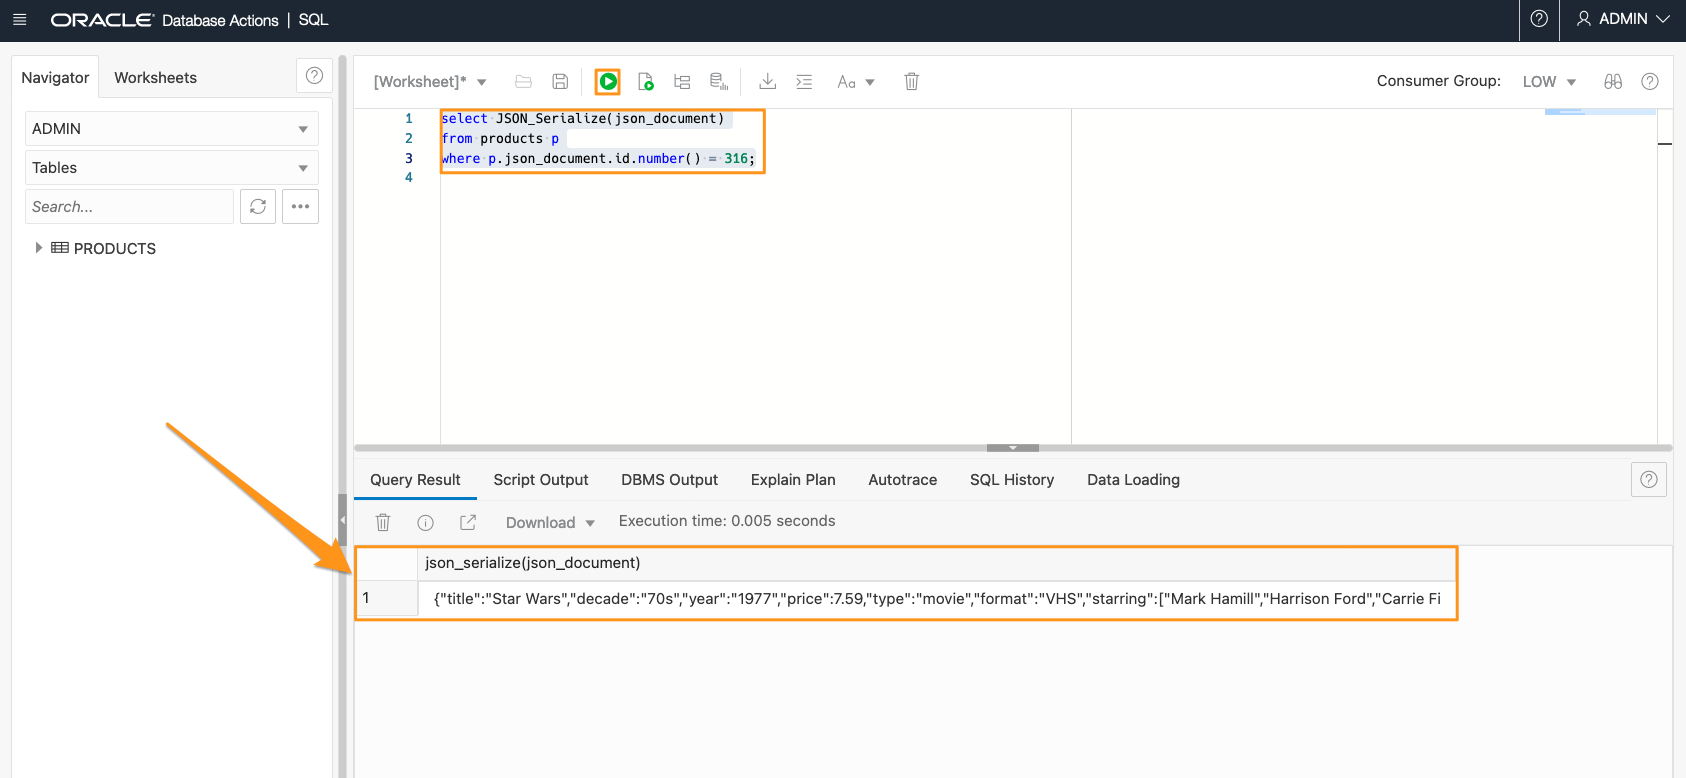 ORACLE Database Actions | SQL
ADMIN
Navigator
Worksheets
ADMIN
Tables
Search...
PRODUCTS
[Worksheet]*
Aa
Consumer Group: LOW
1 select JSON_Serialize(json_document)
2 from products p
3 where p.json_document.id.number() = 316;
4
Query Result
Script Output
DBMS Output
Explain Plan
Autotrace
SQL History
Data Loading
Download
Execution time: 0.005 seconds
json_serialize(json_document)
1 {"title":"Star Wars","decade":"70s","year":"1977","price":7.59,"type":"movie","format":"VHS","starring":["Mark Hamill","Harrison Ford","Carrie Fi